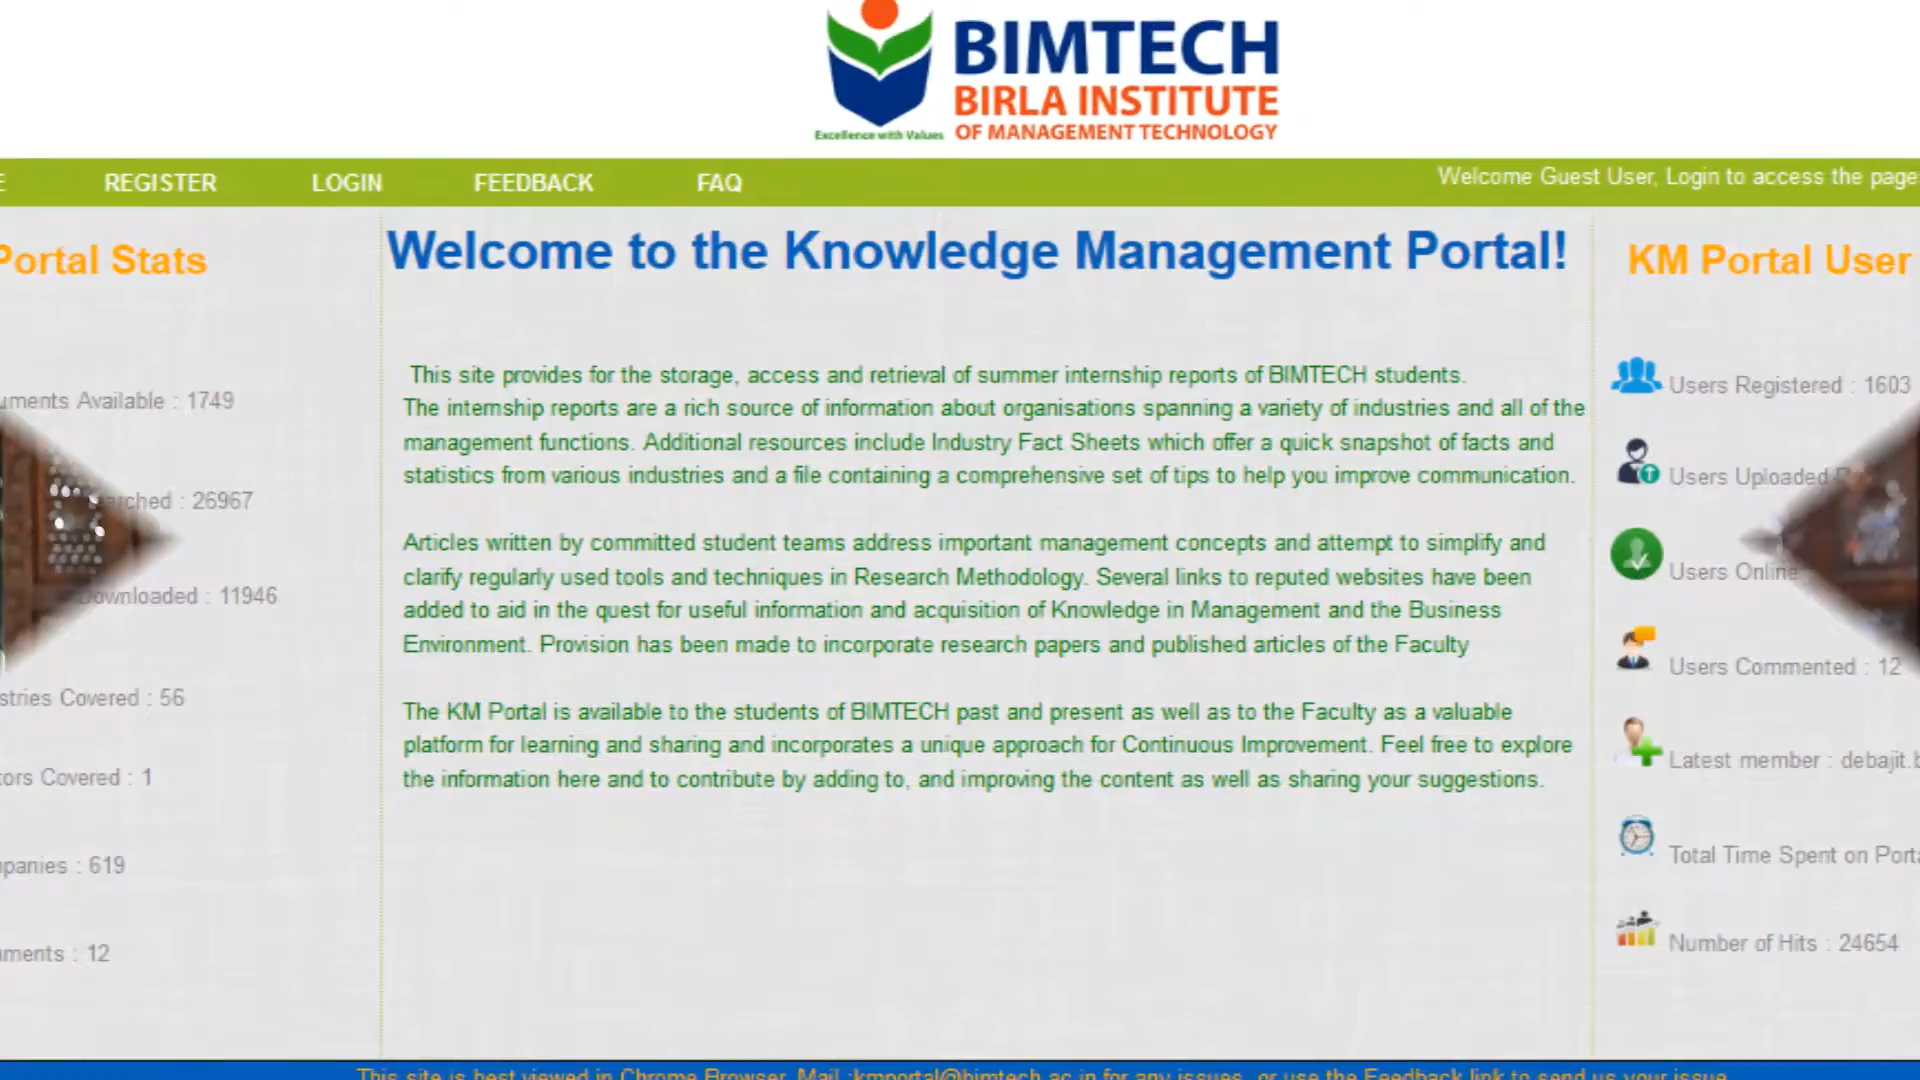 BIMTECH
BIRLA INSTITUTE
OF MANAGEMENT TECHNOLOGY
Excellence with Values
REGISTER LOGIN FEEDBACK FAQ
Welcome Guest User, Login to access the page
Portal Stats
Welcome to the Knowledge Management Portal!
KM Portal User
Available : 1749
: 26967
Downloaded : 11946
Covered : 56
Covered : 1
: 619
: 12
This site provides for the storage, access and retrieval of summer internship reports of BIMTECH students.
The internship reports are a rich source of information about organisations spanning a variety of industries and all of the
management functions. Additional resources include Industry Fact Sheets which offer a quick snapshot of facts and
statistics from various industries and a file containing a comprehensive set of tips to help you improve communication.
Articles written by committed student teams address important management concepts and attempt to simplify and
clarify regularly used tools and techniques in Research Methodology. Several links to reputed websites have been
added to aid in the quest for useful information and acquisition of Knowledge in Management and the Business
Environment. Provision has been made to incorporate research papers and published articles of the Faculty
The KM Portal is available to the students of BIMTECH past and present as well as to the Faculty as a valuable
platform for learning and sharing and incorporates a unique approach for Continuous Improvement. Feel free to explore
the information here and to contribute by adding to, and improving the content as well as sharing your suggestions.
Users Registered : 1603
Users Uploaded
Users Online
Users Commented : 12
Latest member : debajit.
Total Time Spent on
Number of Hits : 24654
This site is best viewed in Chrome Browser. Mail :kmportal@bimtech.ac.in for any issues, or use the Feedback link to send us your issue